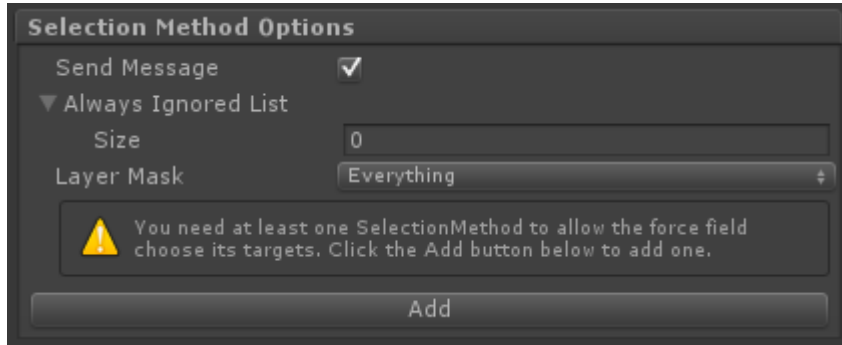 Selection Method Options
Send Message
Always Ignored List
Size 0
Layer Mask Everything
You need at least one SelectionMethod to allow the force field
choose its targets. Click the Add button below to add one.
Add